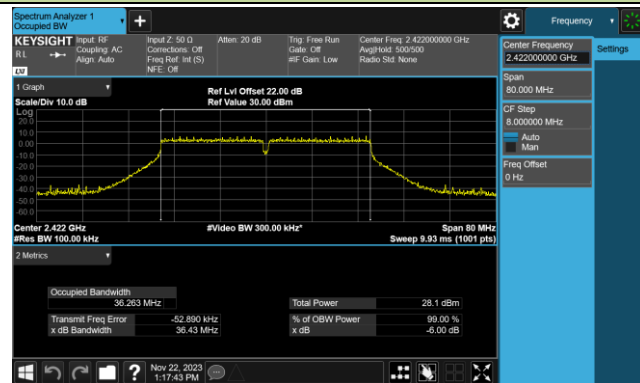 Spectrum Analyzer 1
Occupied BW
Frequency
KEYSIGHT
RL
LXI
Input: RF
Coupling: AC
Align: Auto
Input Z: 50 Ω
Corrections: Off
Freq Ref: Int (S)
NFE: Off
Atten: 20 dB
Trig: Free Run
Gate: Off
#IF Gain: Low
Center Freq: 2.422000000 GHz
Avg|Hold: 500/500
Radio Std: None
Center Frequency
2.422000000 GHz
Settings
Span
80.000 MHz
CF Step
8.000000 MHz
Auto
Man
Freq Offset
0 Hz
1 Graph
Scale/Div 10.0 dB
Ref Lvl Offset 22.00 dB
Ref Value 30.00 dBm
Log
20.0
10.0
0.00
-10.0
-20.0
-30.0
-40.0
-50.0
-60.0
Center 2.422 GHz
#Video BW 300.00 kHz*
Span 80 MHz
#Res BW 100.00 kHz
Sweep 9.93 ms (1001 pts)
2 Metrics
Occupied Bandwidth
36.263 MHz
Total Power 28.1 dBm
Transmit Freq Error -52.890 kHz
% of OBW Power 99.00 %
x dB Bandwidth 36.43 MHz
x dB -6.00 dB
?
Nov 22, 2023
1:17:43 PM